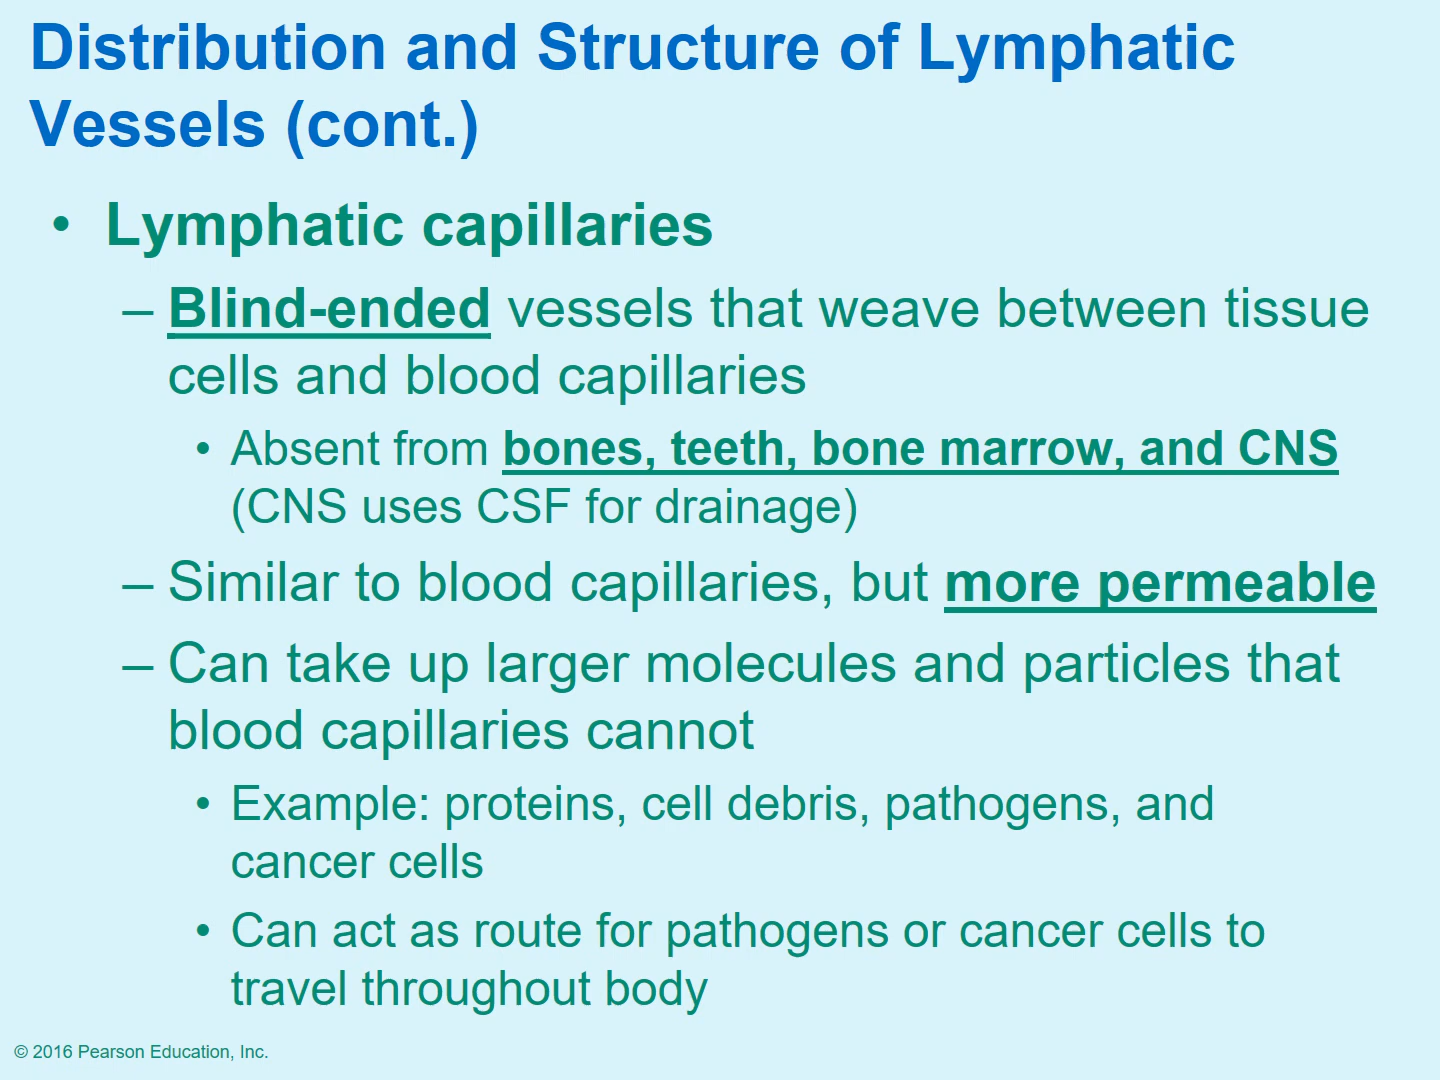 Distribution and Structure of Lymphatic
Vessels (cont.)
• Lymphatic capillaries
– Blind-ended vessels that weave between tissue
cells and blood capillaries
• Absent from bones, teeth, bone marrow, and CNS
(CNS uses CSF for drainage)
– Similar to blood capillaries, but more permeable
– Can take up larger molecules and particles that
blood capillaries cannot
• Example: proteins, cell debris, pathogens, and
cancer cells
• Can act as route for pathogens or cancer cells to
travel throughout body
© 2016 Pearson Education, Inc.